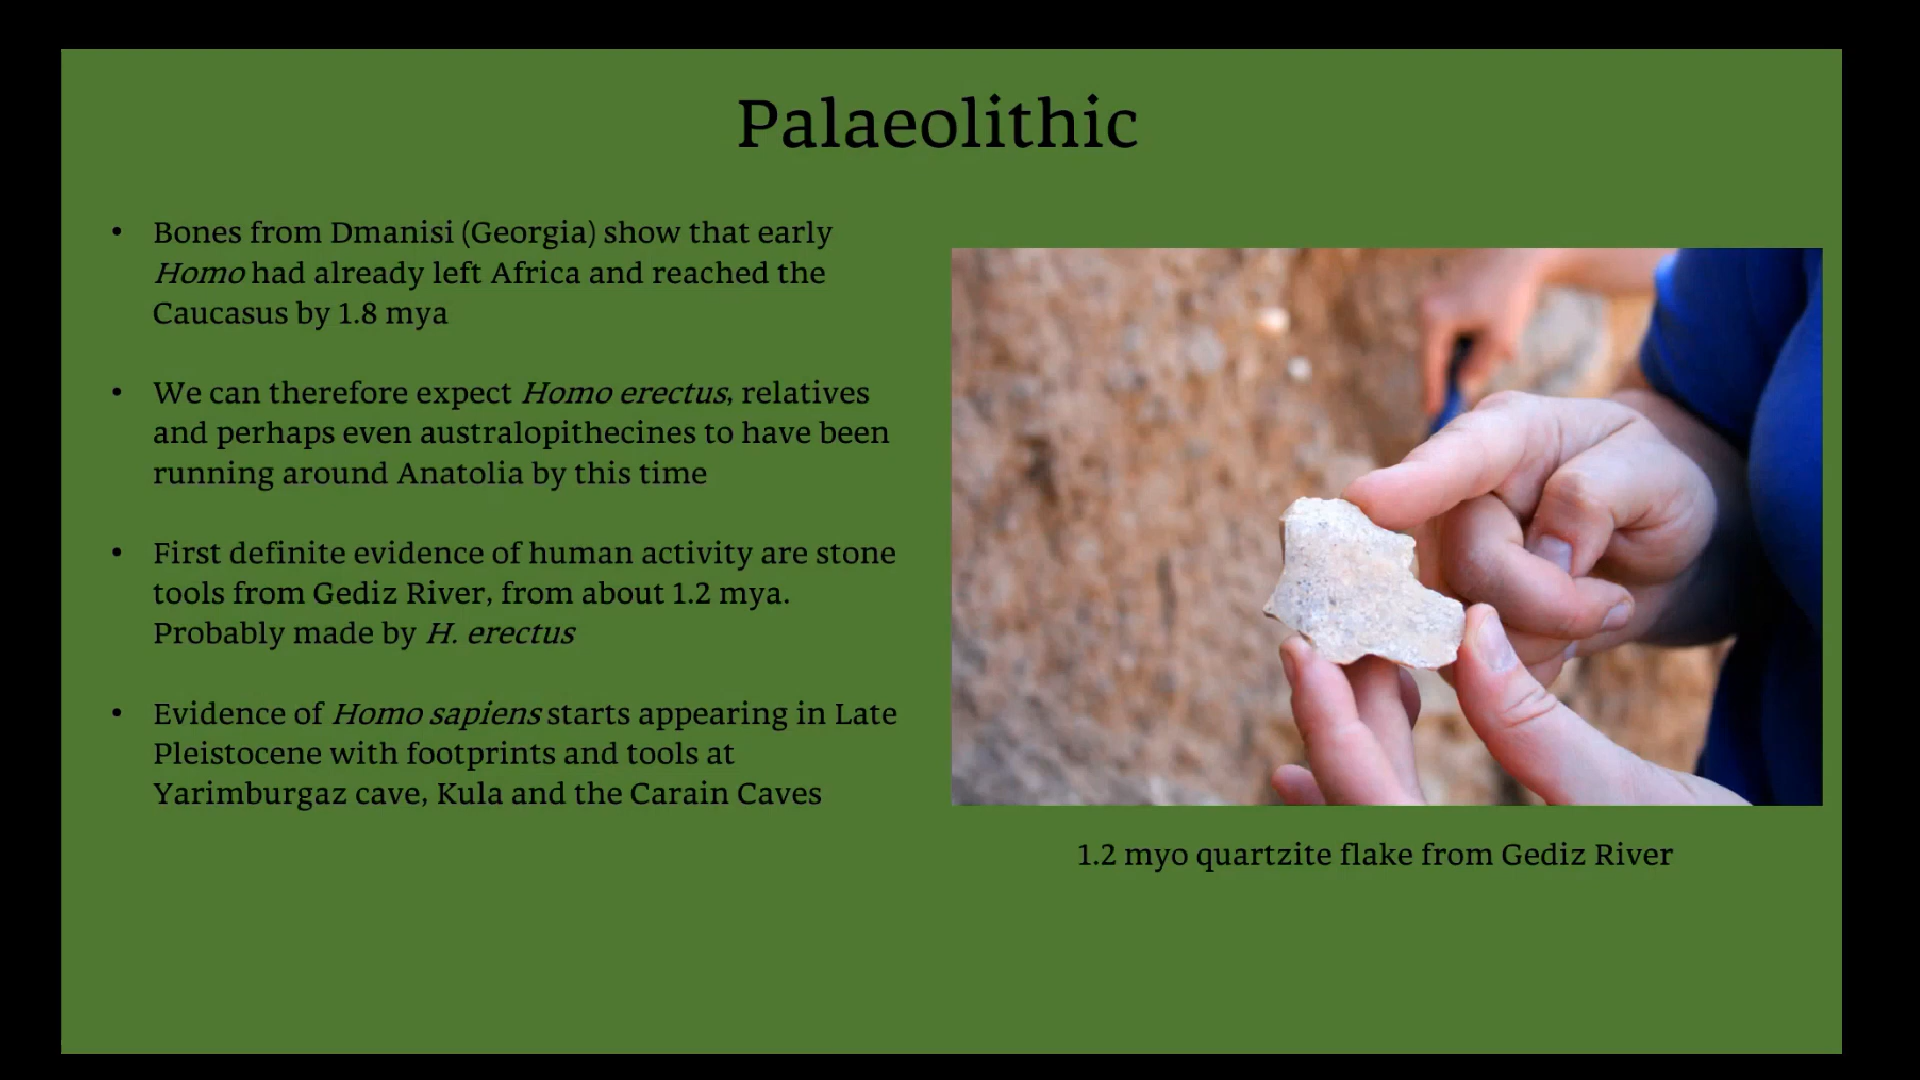 Palaeolithic
• Bones from Dmanisi (Georgia) show that early
Homo had already left Africa and reached the
Caucasus by 1.8 mya
• We can therefore expect Homo erectus, relatives
and perhaps even australopithecines to have been
running around Anatolia by this time
• First definite evidence of human activity are stone
tools from Gediz River, from about 1.2 mya.
Probably made by H. erectus
• Evidence of Homo sapiens starts appearing in Late
Pleistocene with footprints and tools at
Yarimburgaz cave, Kula and the Carain Caves
1.2 myo quartzite flake from Gediz River